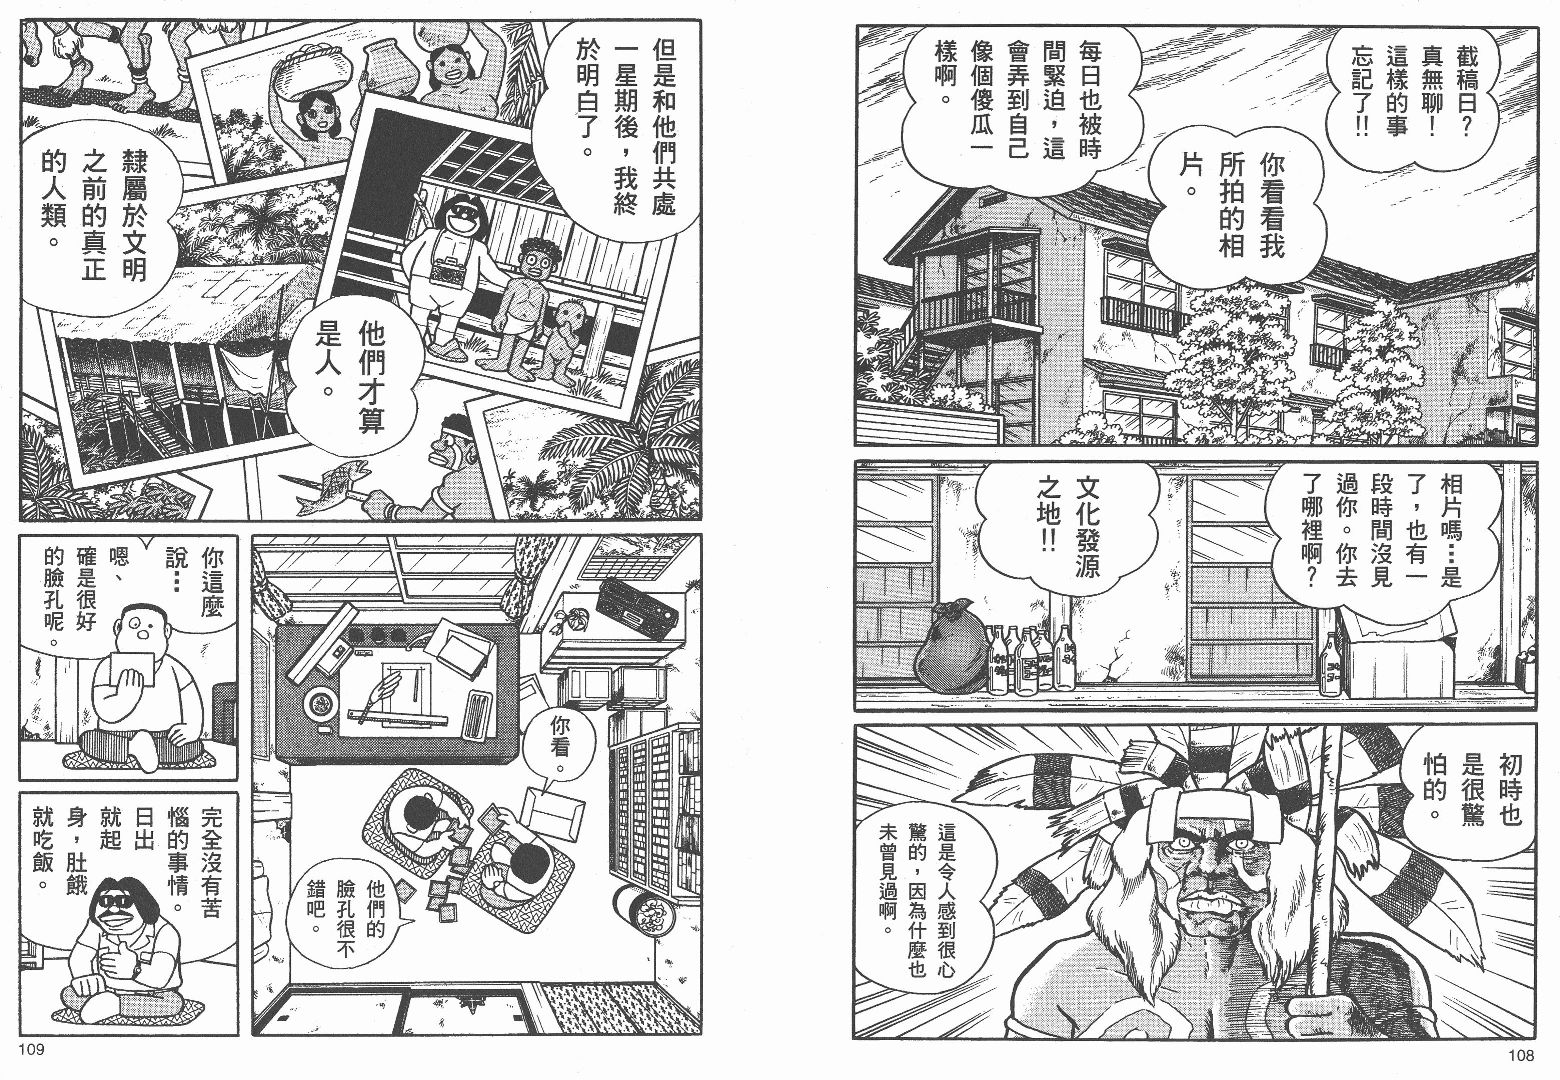 截稿日?
真無聊!
這樣的事
忘記了!!
你看看我
所拍的相
片。
每日也被時
間緊迫,這
會弄到自己
像個傻瓜一
樣啊。
相片嗎…是
了,也有一
段時間沒見
過你。你去
了哪裡啊?
文化發源
之地!!
初時也
是很驚
怕的。
這是令人感到很心
驚的,因為什麼也
未曾見過啊。
108
但是和他們共處
一星期後,我終
於明白了。
他們才算
是人。
隸屬於文明
之前的真正
的人類。
你看。
他們的
臉孔很不
錯吧。
你這麼
說…
嗯、
確是很好
的臉孔呢。
完全沒有苦
惱的事情。
日出
就起
身,肚餓
就吃飯。
109